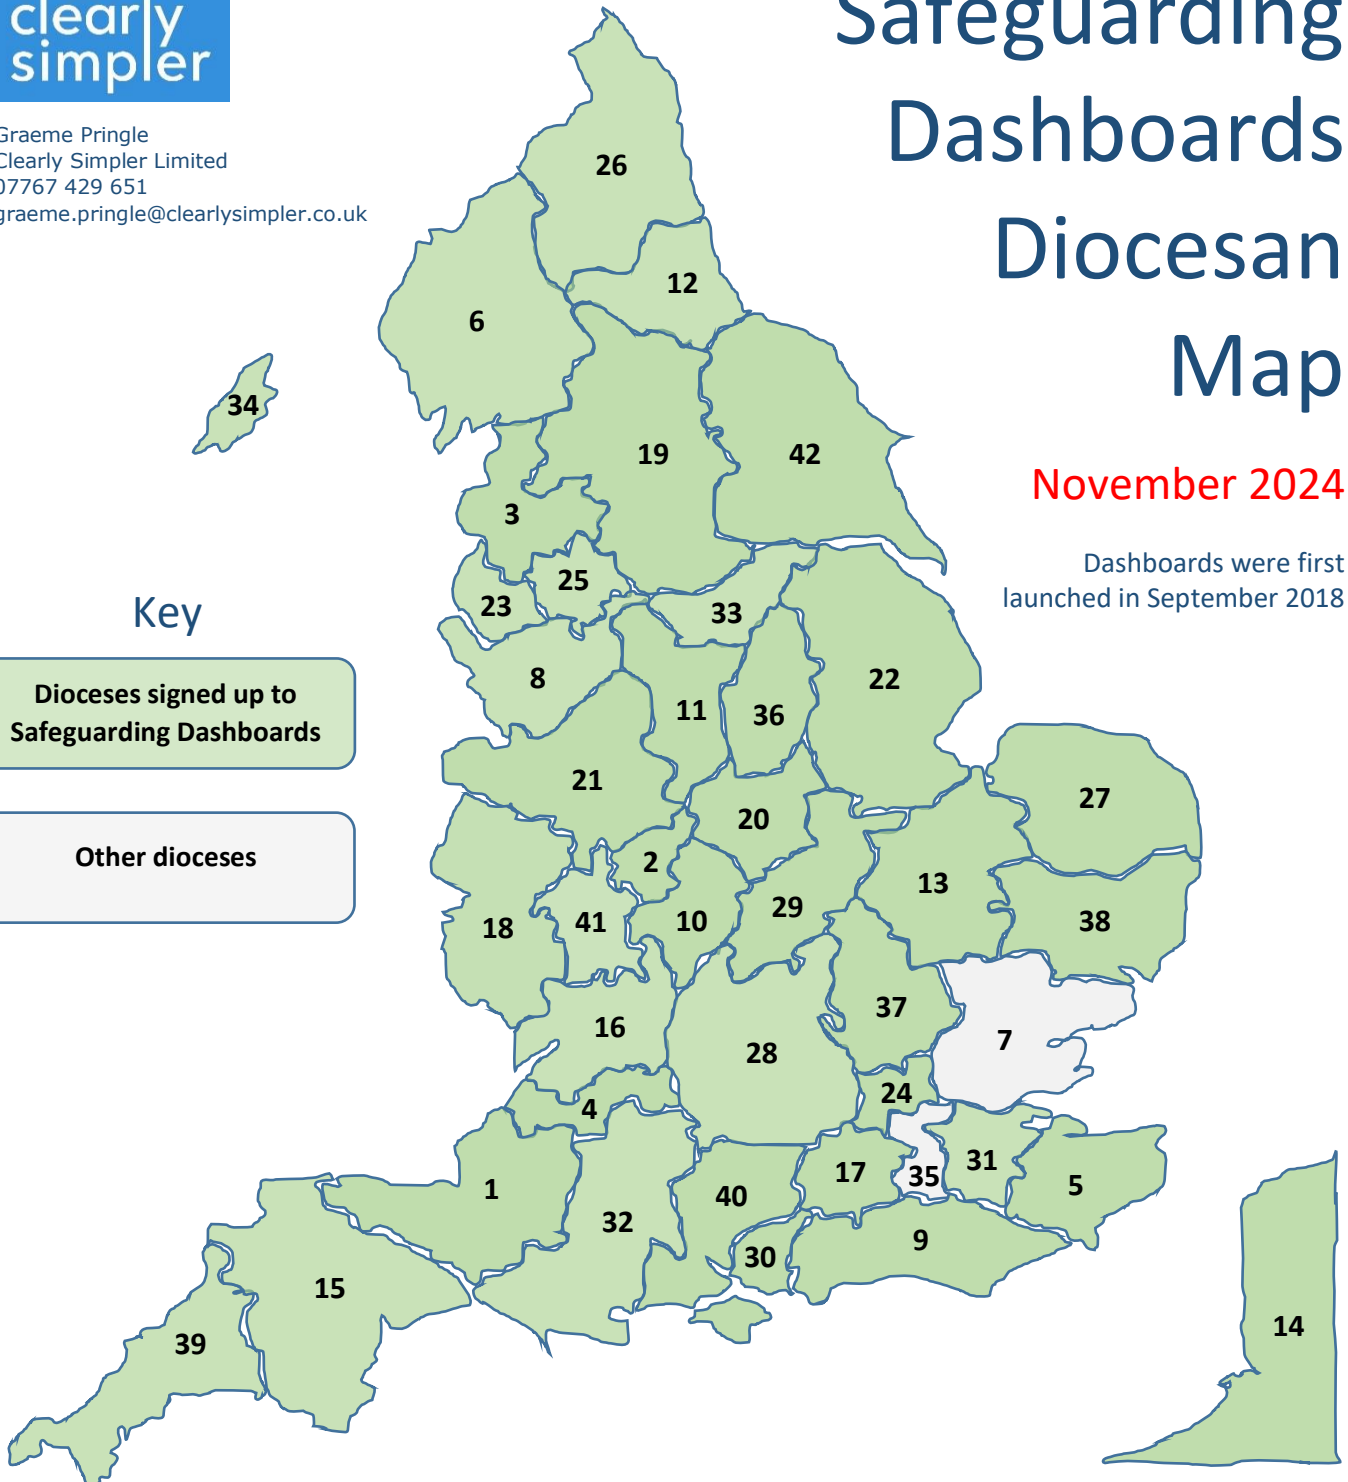 clearly
simpler
Graeme Pringle
Clearly Simpler Limited
07767 429 651
graeme.pringle@clearlysimpler.co.uk
Safeguarding
Dashboards
Diocesan
Map
November 2024
Dashboards were first
launched in September 2018
Key
Dioceses signed up to
Safeguarding Dashboards
Other dioceses
26
12
6
34
19
42
3
25
23
33
8
22
11
36
21
27
20
2
13
29
10
41
18
38
37
16
7
28
24
4
31
17
35
5
1
40
32
9
30
15
14
39